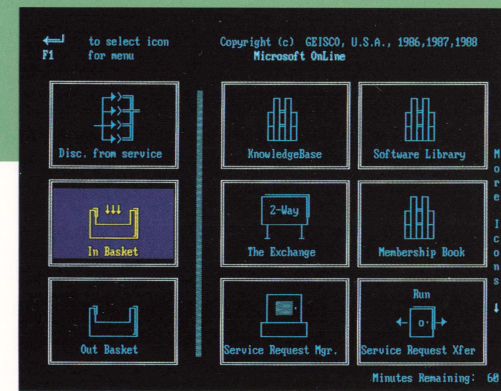 to select icon
F1 for menu
Copyright (c) GEISCO, U.S.A., 1986,1987,1988
Microsoft OnLine
Disc. from service
KnowledgeBase
Software Library
In Basket
2-Way
The Exchange
Membership Book
More Icons
Out Basket
Service Request Mgr.
Run
Service Request Xfer
Minutes Remaining: 60